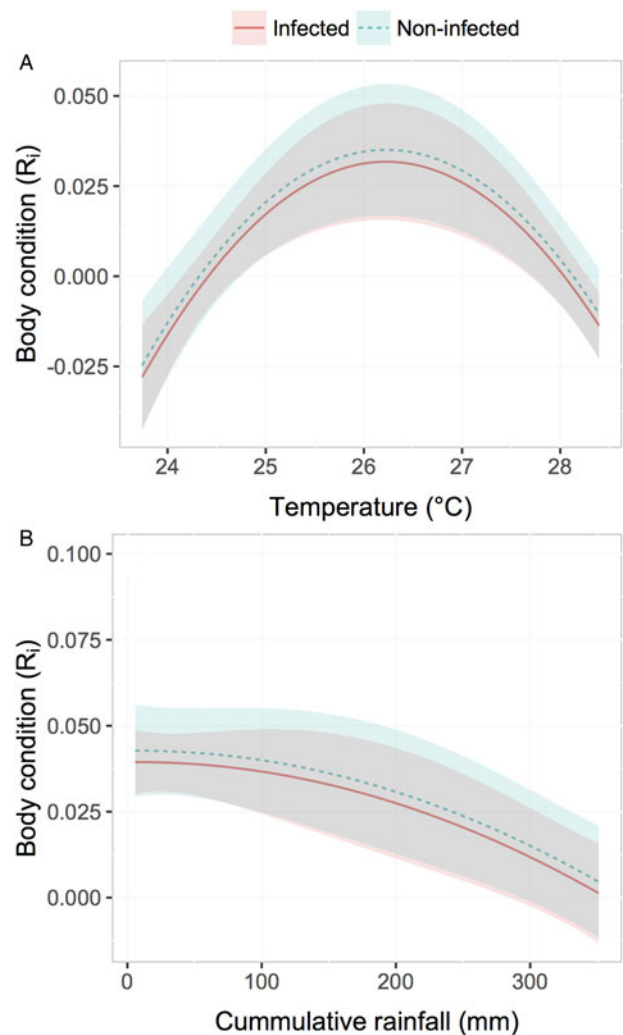 Infected Non-infected
A
0.050
0.025
0.000
-0.025
Body condition (Rᵢ)
24 25 26 27 28
Temperature (°C)
B
0.100
0.075
0.050
0.025
0.000
Body condition (Rᵢ)
0 100 200 300
Cummulative rainfall (mm)